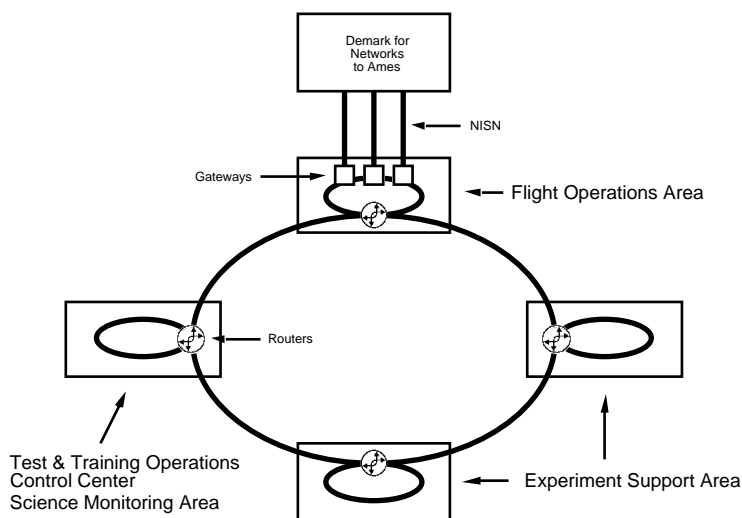 Demark for
Networks
to Ames
NISN
Gateways
Flight Operations Area
Routers
Test & Training Operations
Control Center
Science Monitoring Area
Experiment Support Area